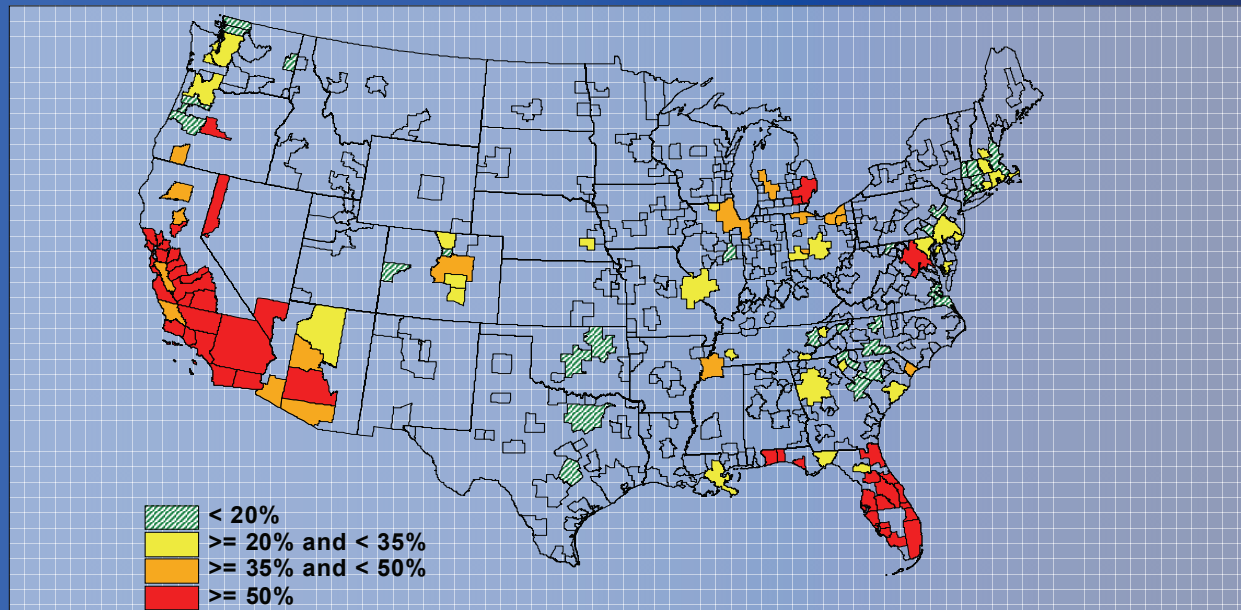 < 20%
>= 20% and < 35%
>= 35% and < 50%
>= 50%